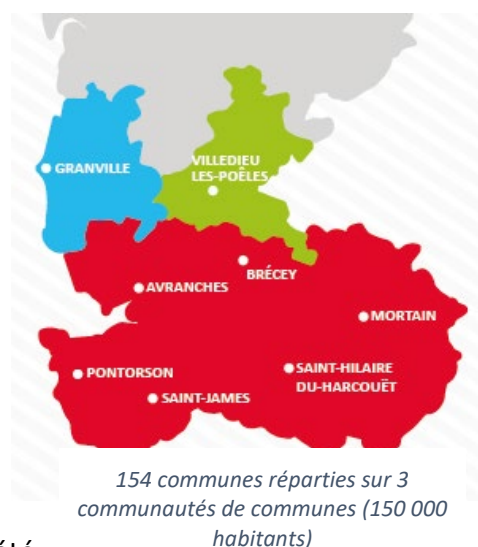 GRANVILLE
VILLEDIEU
LES-POÊLES
BRÉCEY
AVRANCHES
MORTAIN
PONTORSON
SAINT-HILAIRE
DU-HARCOUËT
SAINT-JAMES
154 communes réparties sur 3
communautés de communes (150 000
habitants)